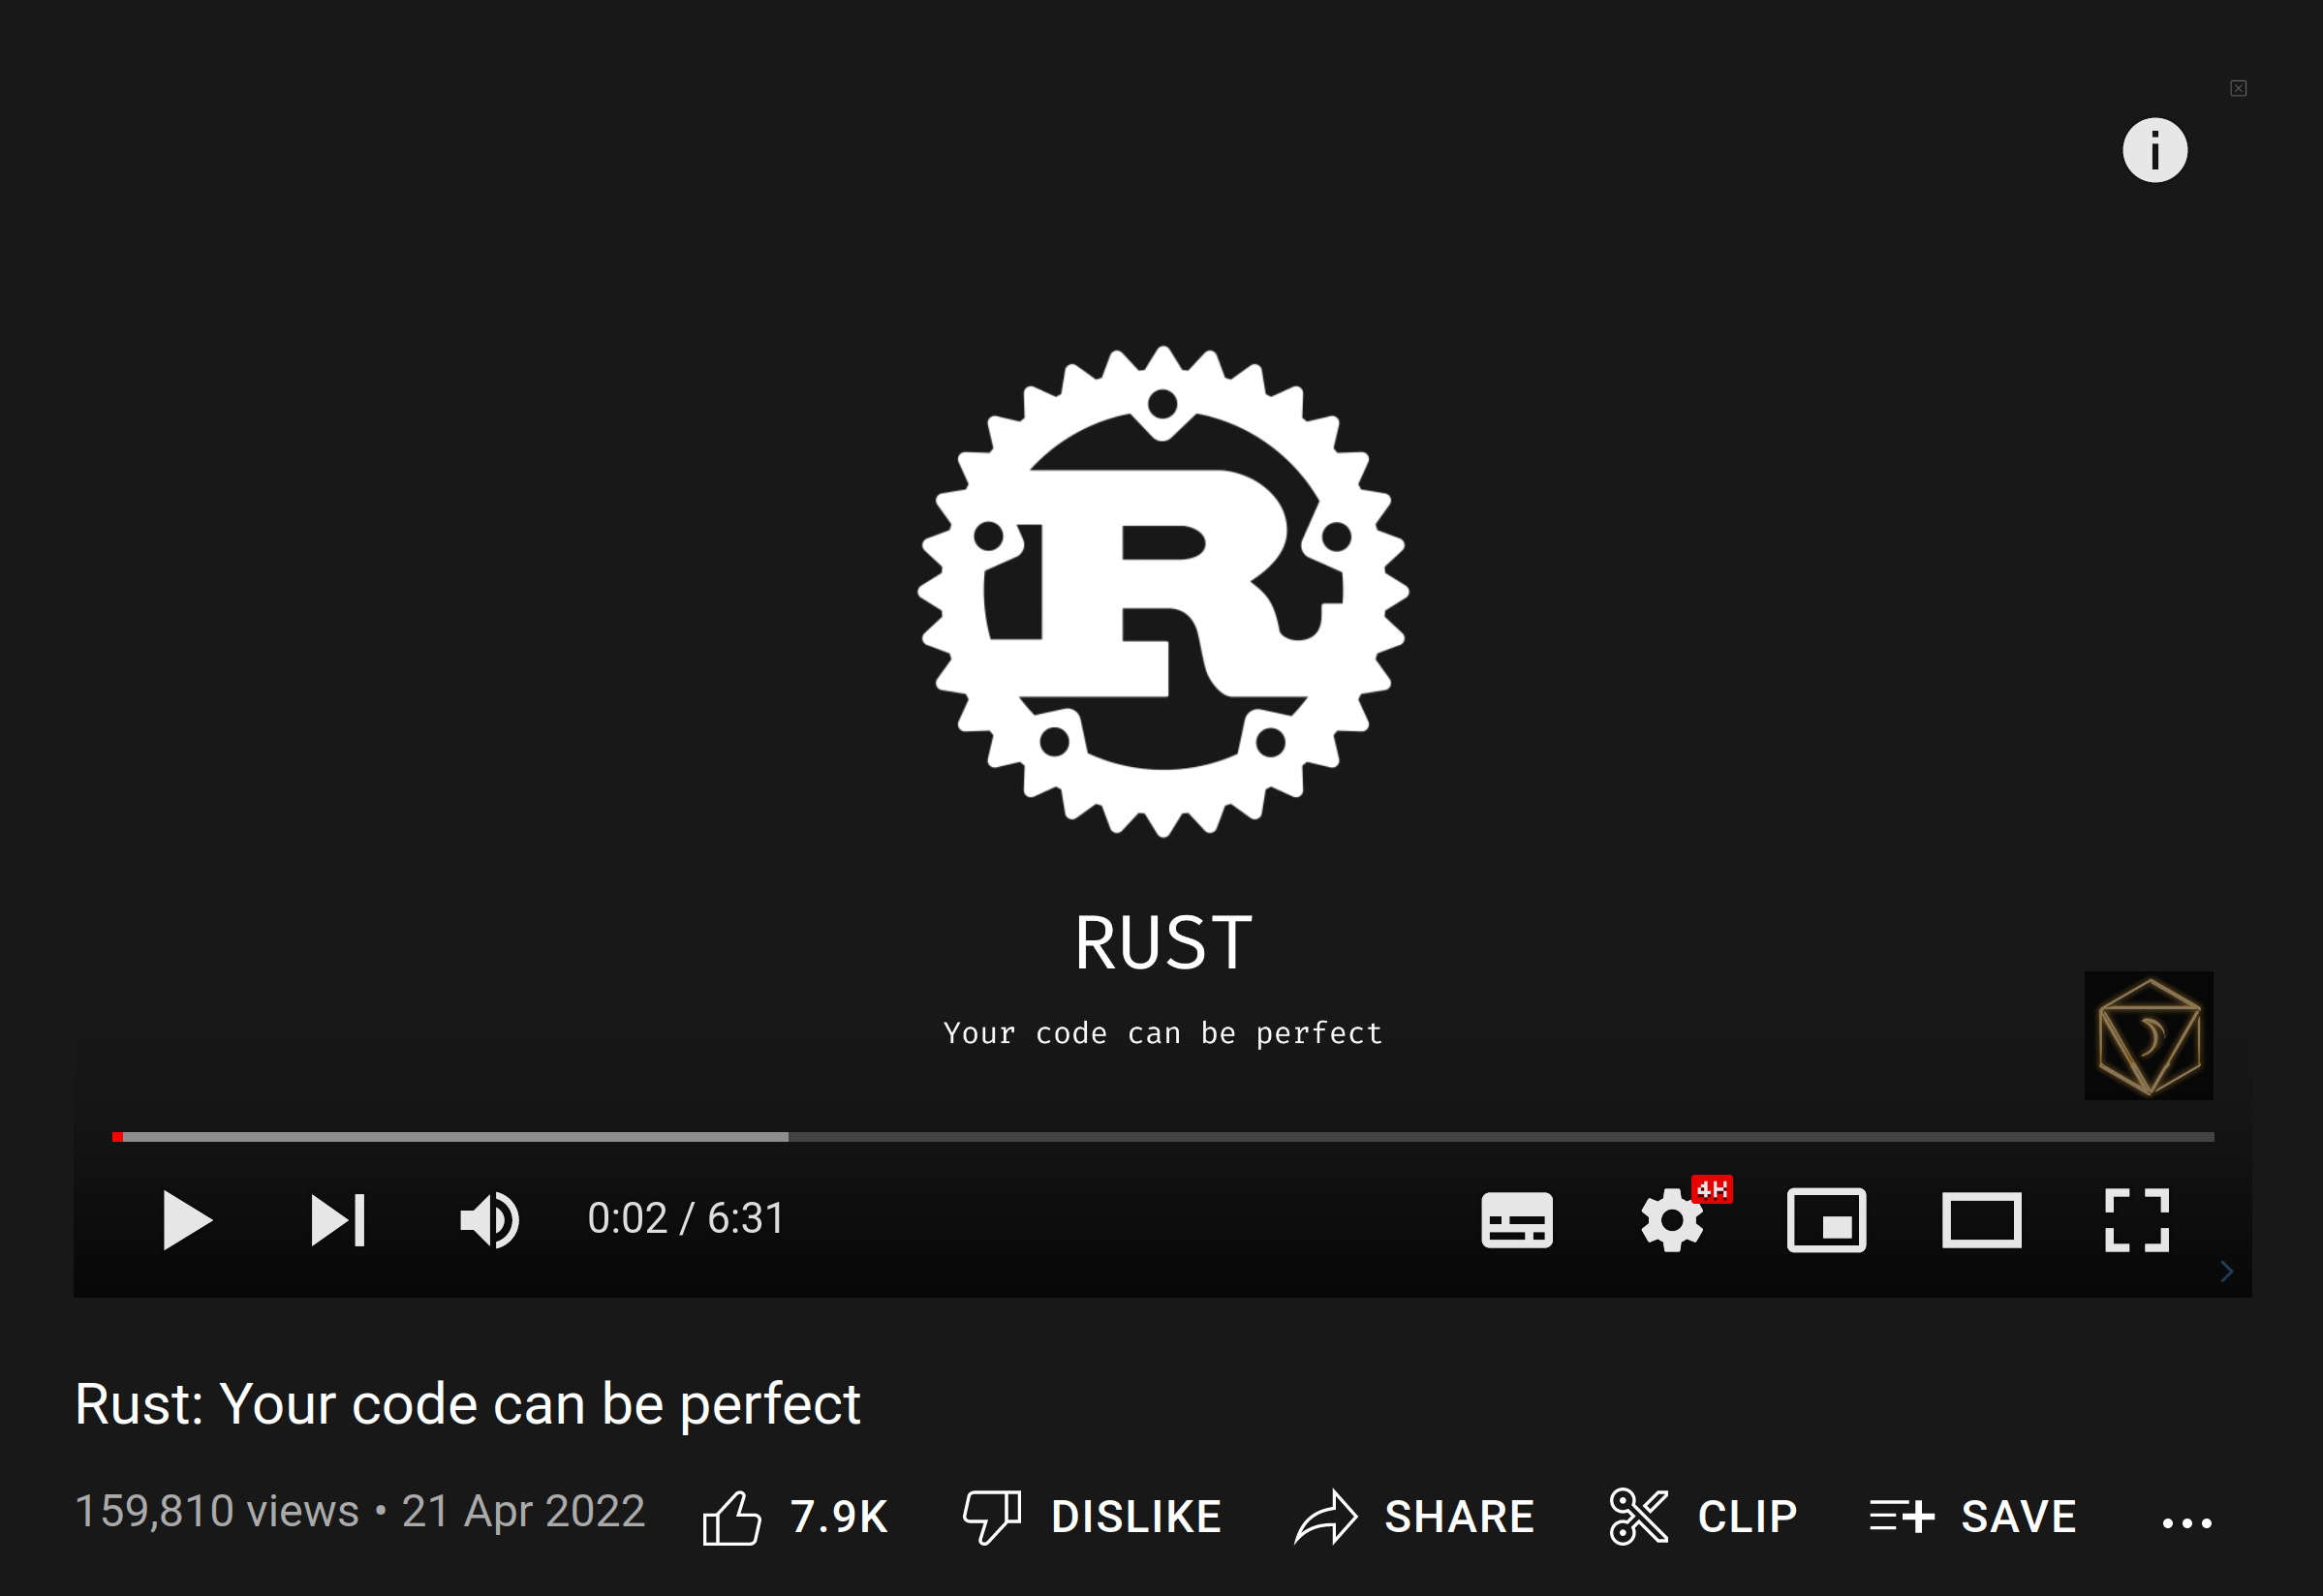 R
RUST
Your code can be perfect
0:02 / 6:31
4K
Rust: Your code can be perfect
159,810 views • 21 Apr 2022
7.9K
DISLIKE
SHARE
CLIP
SAVE